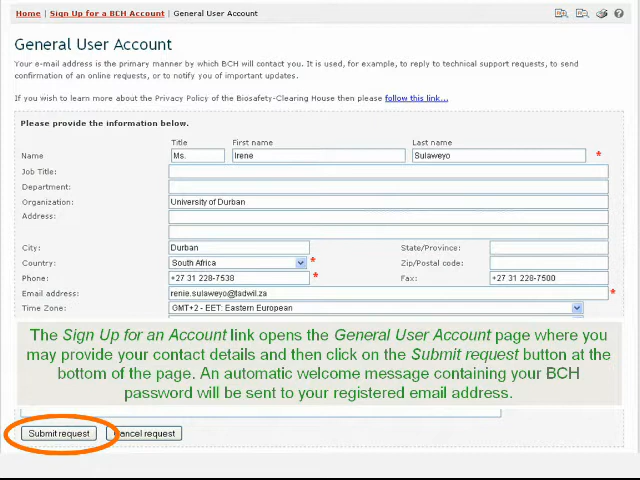 Home | Sign Up for a BCH Account | General User Account
General User Account
Your e-mail address is the primary manner by which BCH will contact you. It is used, for example, to reply to technical support requests, to send
confirmation of an online requests, or to notify you of important updates.
If you wish to learn more about the Privacy Policy of the Biosafety-Clearing House then please follow this link...
Please provide the information below.
Title First name Last name
Name Ms. Irene Sulaweyo *
Job Title:
Department:
Organization: University of Durban
Address:
City: Durban State/Province:
Country: South Africa * Zip/Postal code:
Phone: +27 31 228-7538 * Fax: +27 31 228-7500
Email address: renie.sulaweyo@fadwil.za *
Time Zone: GMT+2 - EET: Eastern European
The Sign Up for an Account link opens the General User Account page where you
may provide your contact details and then click on the Submit request button at the
bottom of the page. An automatic welcome message containing your BCH
password will be sent to your registered email address.
Submit request Cancel request